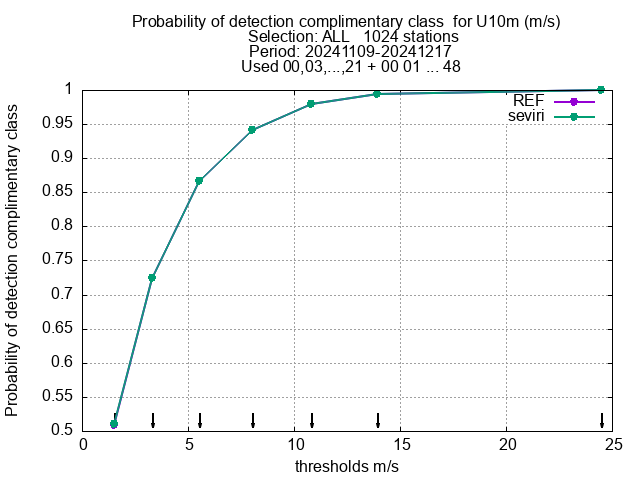 Probability of detection complimentary class  for U10m (m/s)
Selection: ALL   1024 stations
Period: 20241109-20241217
Used 00,03,...,21 + 00 01 ... 48
Probability of detection complimentary class
1
0.95
0.9
0.85
0.8
0.75
0.7
0.65
0.6
0.55
0.5
REF
seviri
0 5 10 15 20 25
thresholds m/s